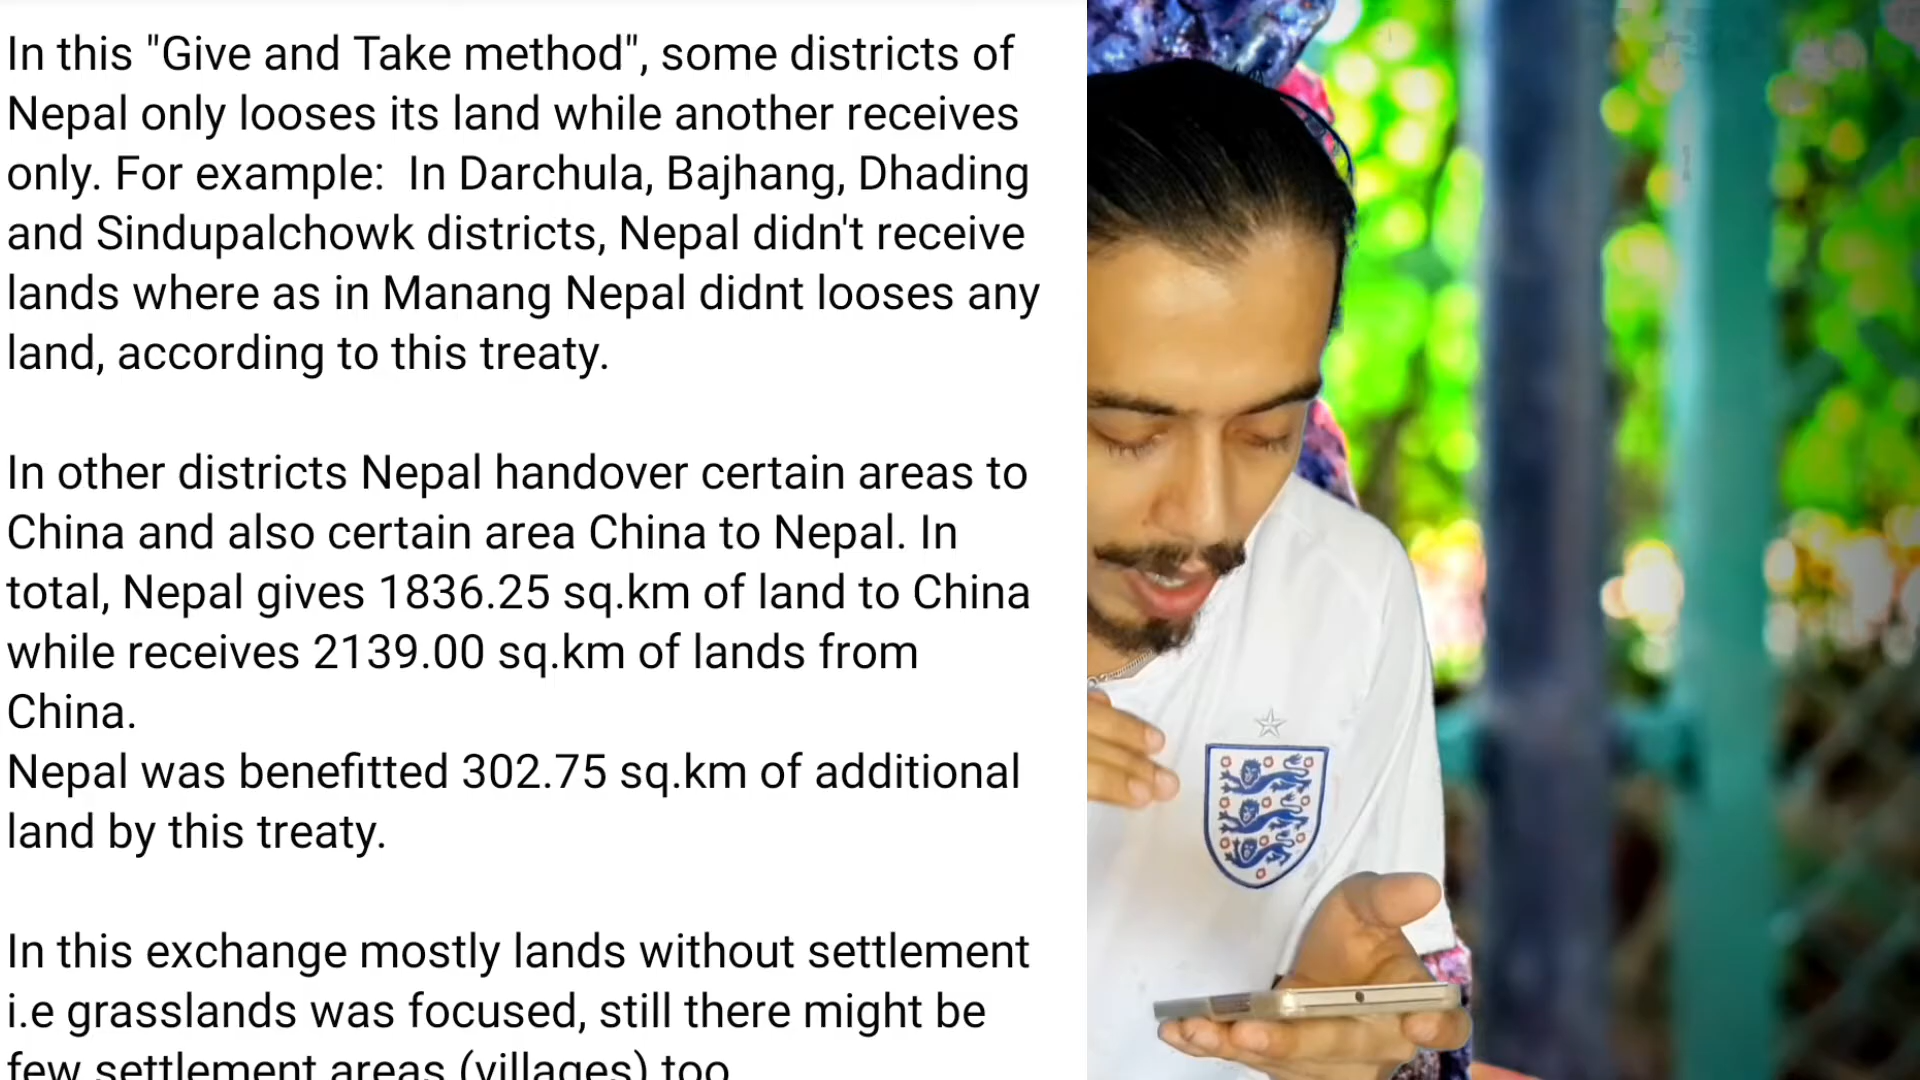 In this "Give and Take method", some districts of
Nepal only looses its land while another receives
only. For example:  In Darchula, Bajhang, Dhading
and Sindupalchowk districts, Nepal didn't receive
lands where as in Manang Nepal didnt looses any
land, according to this treaty.
In other districts Nepal handover certain areas to
China and also certain area China to Nepal. In
total, Nepal gives 1836.25 sq.km of land to China
while receives 2139.00 sq.km of lands from
China.
Nepal was benefitted 302.75 sq.km of additional
land by this treaty.
In this exchange mostly lands without settlement
i.e grasslands was focused, still there might be
few settlement areas (villages) too